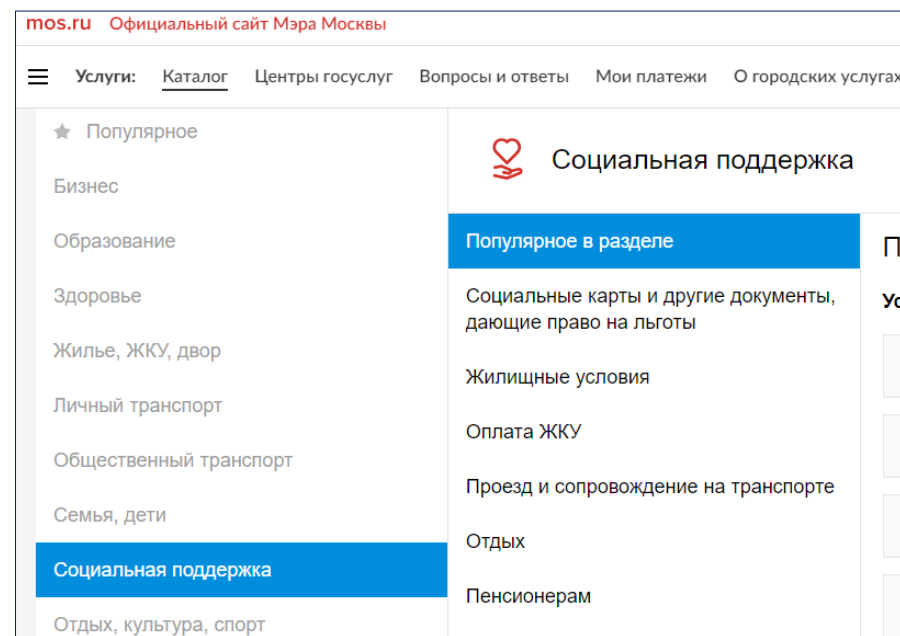 mos.ru Официальный сайт Мэра Москвы
Услуги: Каталог Центры госуслуг Вопросы и ответы Мои платежи О городских услугах
Популярное
Бизнес
Образование
Здоровье
Жилье, ЖКУ, двор
Личный транспорт
Общественный транспорт
Семья, дети
Социальная поддержка
Отдых, культура, спорт
Социальная поддержка
Популярное в разделе
Социальные карты и другие документы,
дающие право на льготы
Жилищные условия
Оплата ЖКУ
Проезд и сопровождение на транспорте
Отдых
Пенсионерам